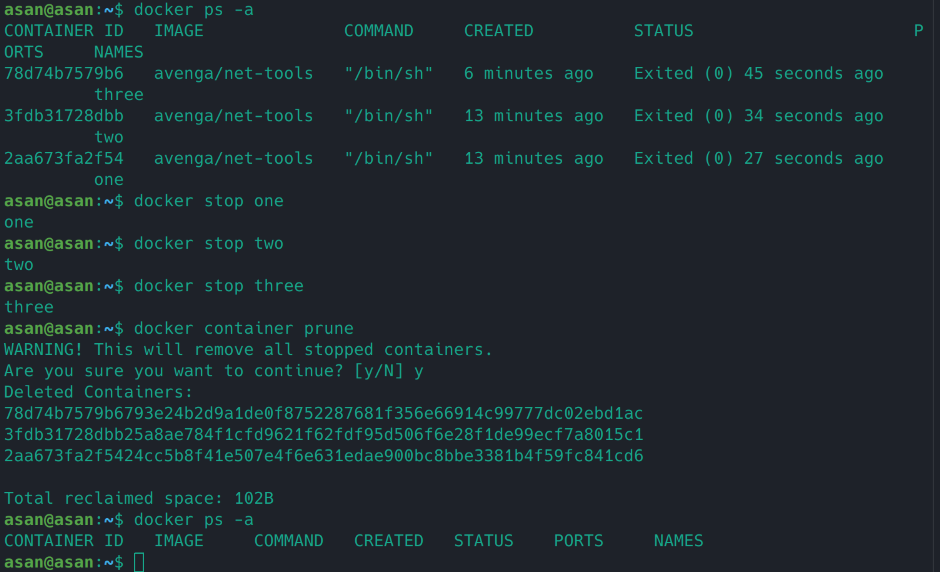 asan@asan:~$ docker ps -a
CONTAINER ID   IMAGE              COMMAND     CREATED          STATUS                      P
ORTS     NAMES
78d74b7579b6   avenga/net-tools   "/bin/sh"   6 minutes ago    Exited (0) 45 seconds ago
         three
3fdb31728dbb   avenga/net-tools   "/bin/sh"   13 minutes ago   Exited (0) 34 seconds ago
         two
2aa673fa2f54   avenga/net-tools   "/bin/sh"   13 minutes ago   Exited (0) 27 seconds ago
         one
asan@asan:~$ docker stop one
one
asan@asan:~$ docker stop two
two
asan@asan:~$ docker stop three
three
asan@asan:~$ docker container prune
WARNING! This will remove all stopped containers.
Are you sure you want to continue? [y/N] y
Deleted Containers:
78d74b7579b6793e24b2d9a1de0f8752287681f356e66914c99777dc02ebd1ac
3fdb31728dbb25a8ae784f1cfd9621f62fdf95d506f6e28f1de99ecf7a8015c1
2aa673fa2f5424cc5b8f41e507e4f6e631edae900bc8bbe3381b4f59fc841cd6

Total reclaimed space: 102B
asan@asan:~$ docker ps -a
CONTAINER ID   IMAGE     COMMAND   CREATED   STATUS    PORTS     NAMES
asan@asan:~$